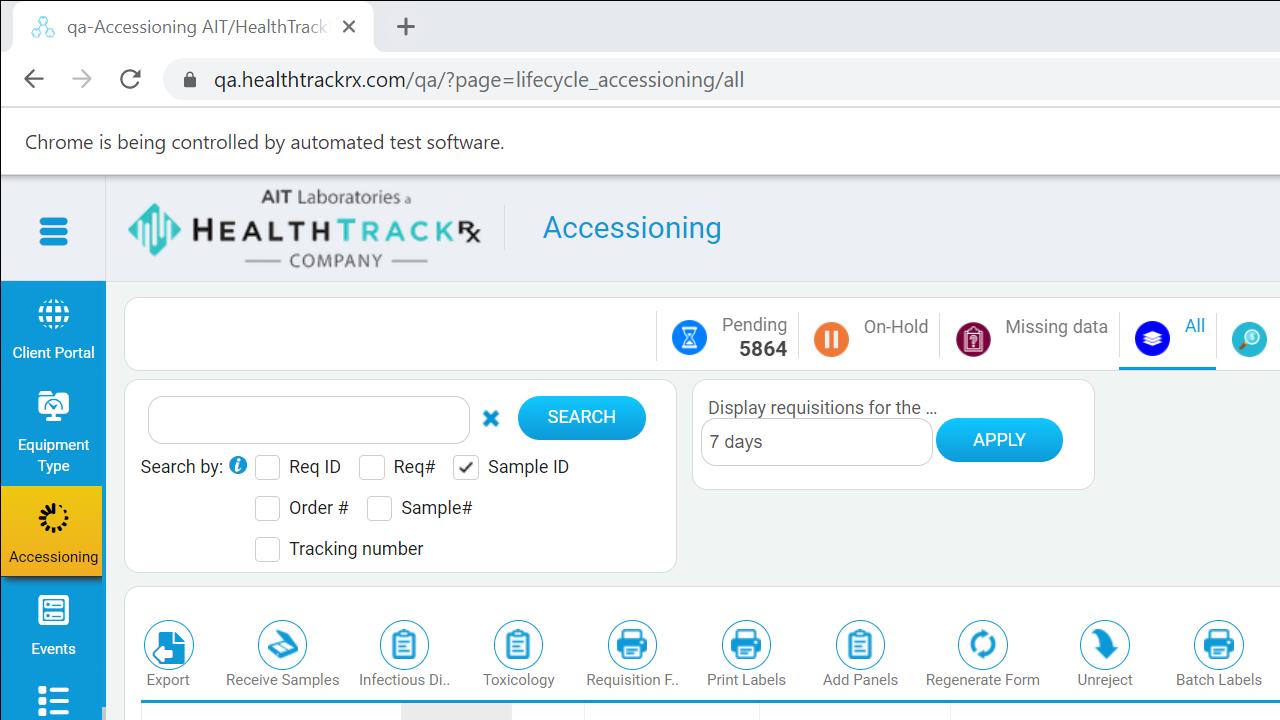 qa-Accessioning AIT/HealthTrack
qa.healthtrackrx.com/qa/?page=lifecycle_accessioning/all
Chrome is being controlled by automated test software.
AIT Laboratories a
HEALTHTRACKRx
COMPANY
Accessioning
Client Portal
Equipment
Type
Accessioning
Events
Pending
5864
On-Hold
Missing data
All
SEARCH
Search by:
Req ID
Req#
Sample ID
Order #
Sample#
Tracking number
Display requisitions for the ...
7 days
APPLY
Export
Receive Samples
Infectious Di..
Toxicology
Requisition F..
Print Labels
Add Panels
Regenerate Form
Unreject
Batch Labels